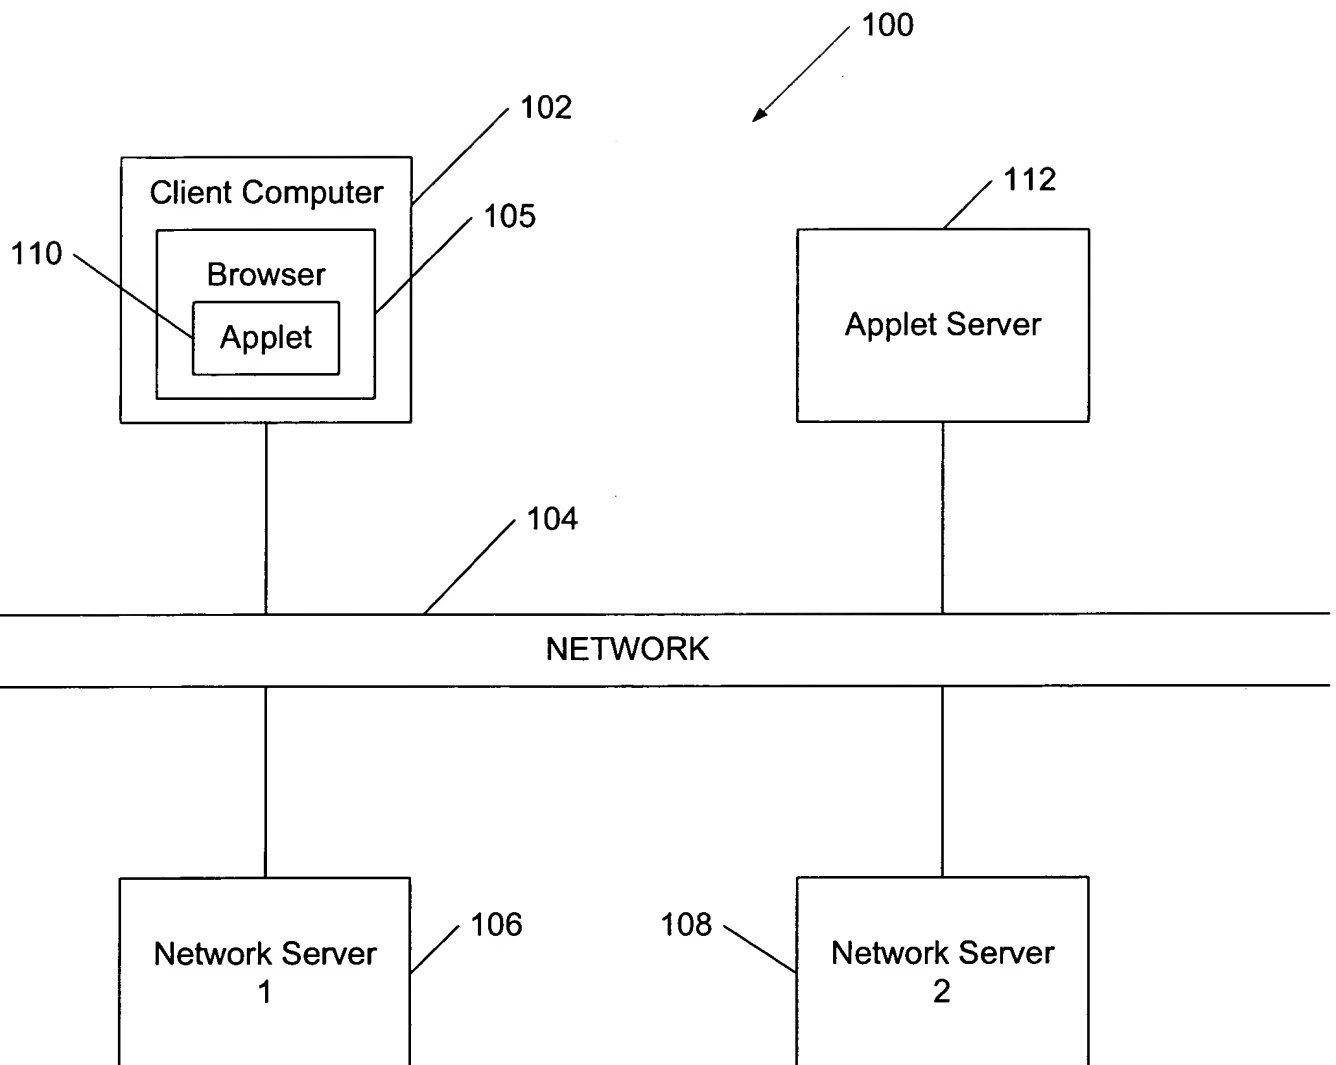 100
102
Client Computer
112
105
110
Browser
Applet
Applet Server
104
NETWORK
106
108
Network Server
1
Network Server
2